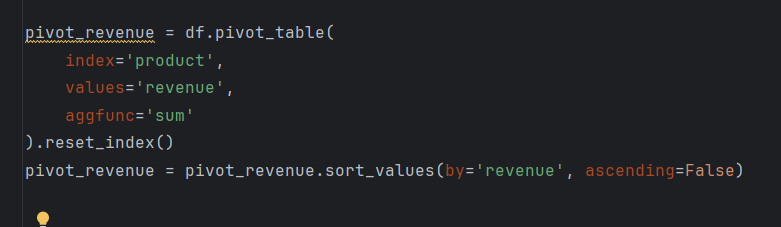 pivot_revenue = df.pivot_table(
    index='product',
    values='revenue',
    aggfunc='sum'
).reset_index()
pivot_revenue = pivot_revenue.sort_values(by='revenue', ascending=False)